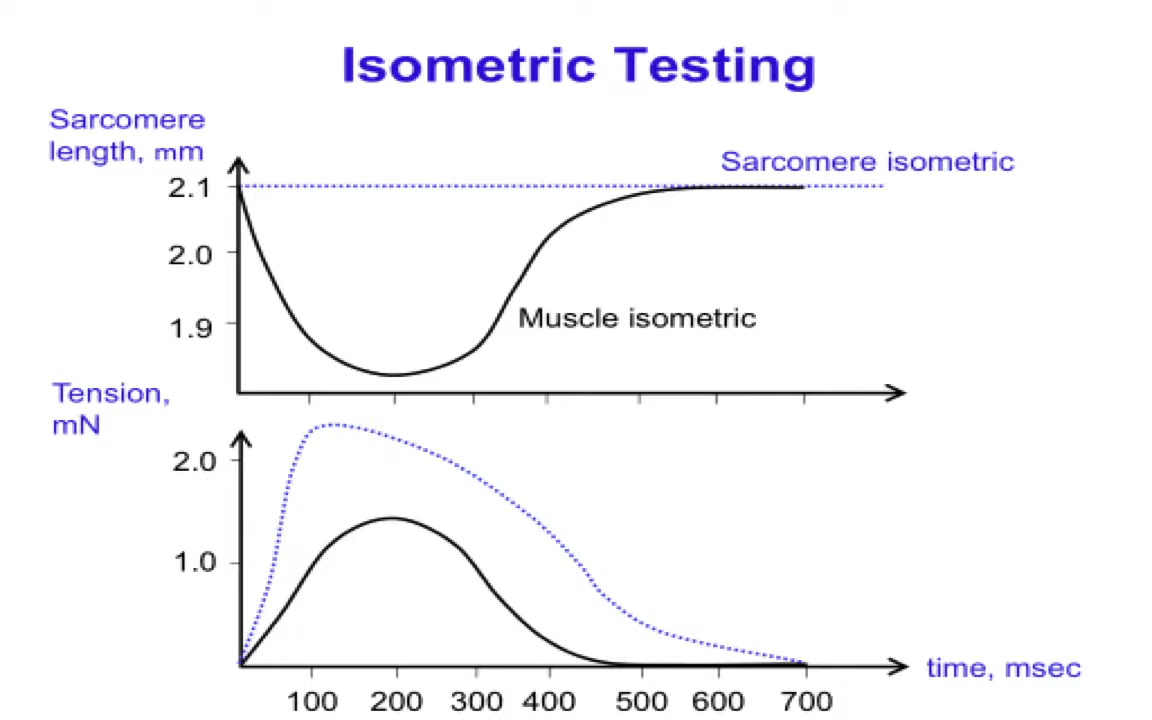 Isometric Testing
Sarcomere
length, mm
Sarcomere isometric
2.1
2.0
1.9
Muscle isometric
Tension,
mN
2.0
1.0
time, msec
100 200 300 400 500 600 700